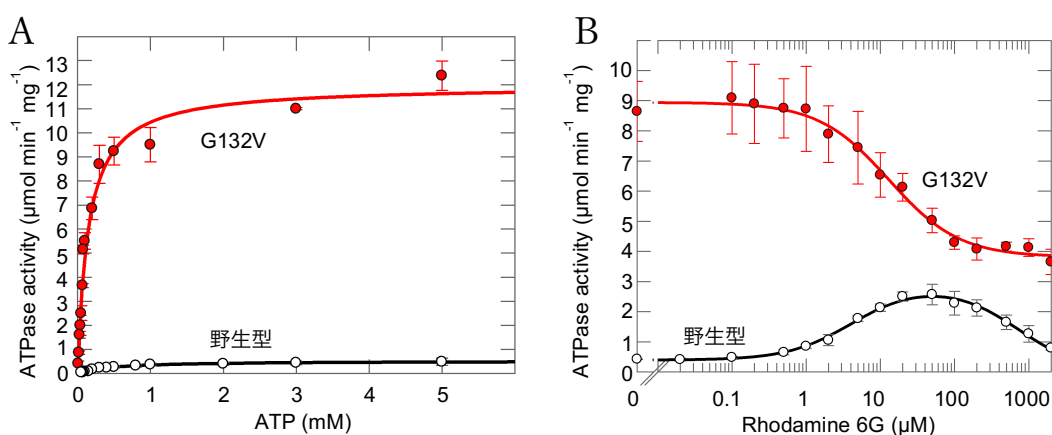 A
ATPase activity (µmol min⁻¹ mg⁻¹)
13
12
11
10
9
8
7
6
5
4
3
2
1
0
G132V
野生型
0 1 2 3 4 5
ATP (mM)
B
ATPase activity (µmol min⁻¹ mg⁻¹)
10
9
8
7
6
5
4
3
2
1
0
G132V
野生型
0 0.1 1 10 100 1000
Rhodamine 6G (µM)